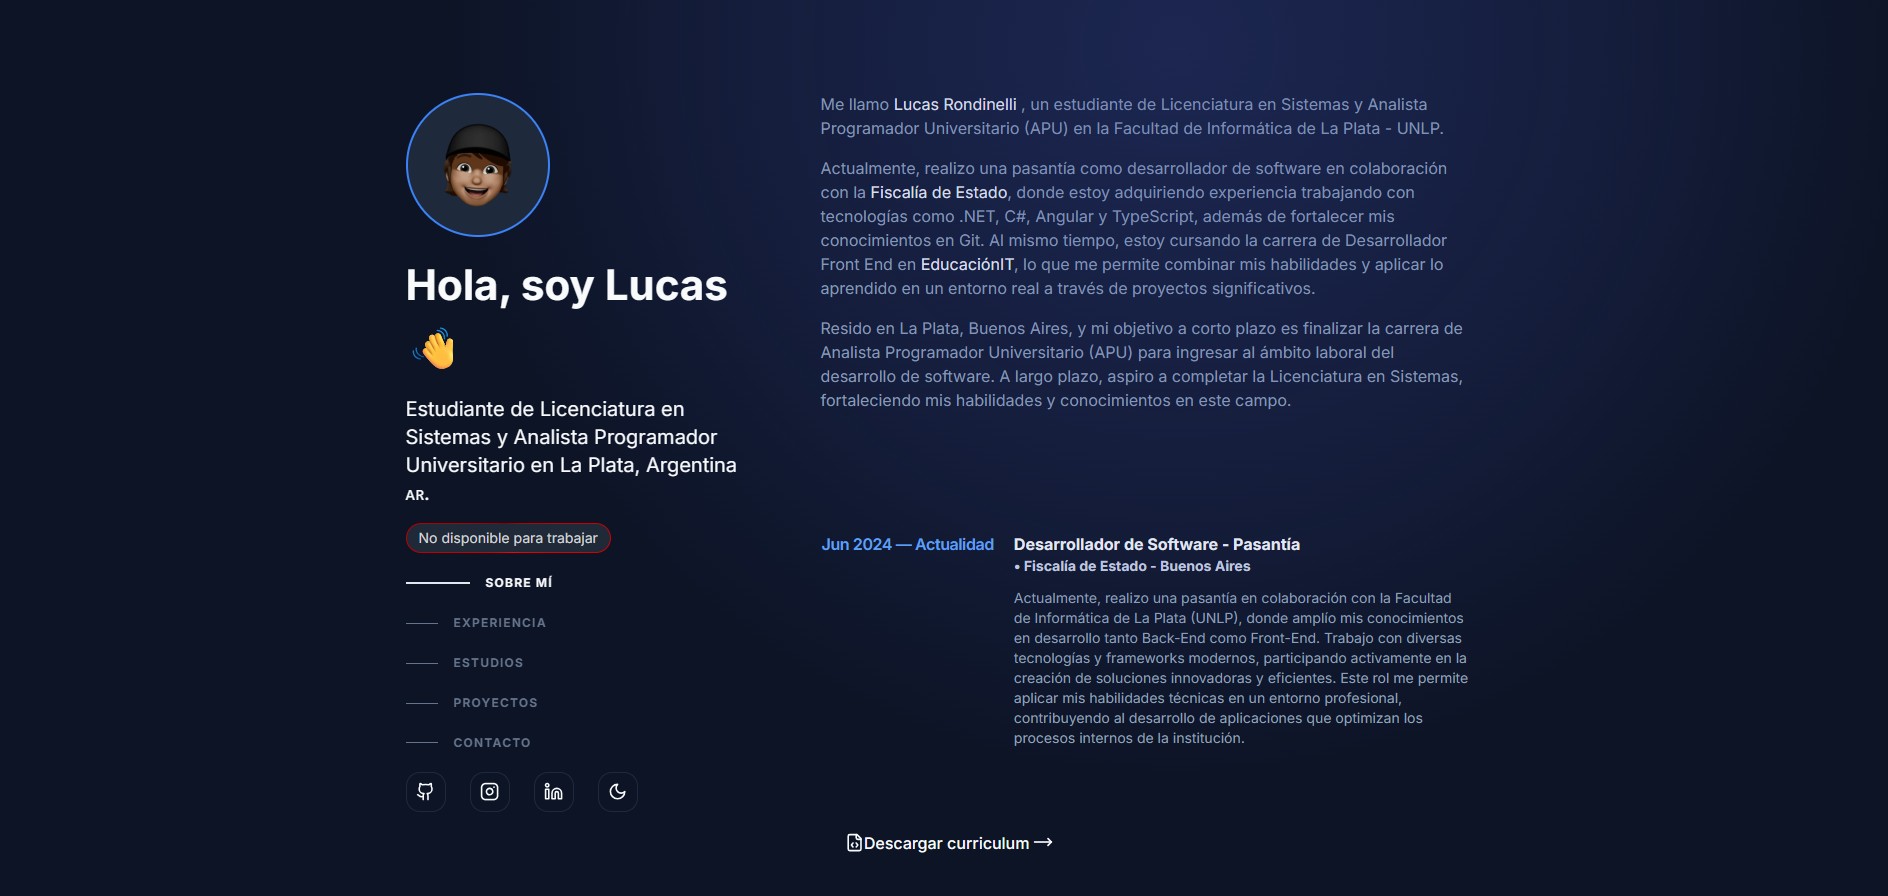 Hola, soy Lucas
Estudiante de Licenciatura en
Sistemas y Analista Programador
Universitario en La Plata, Argentina
AR.
No disponible para trabajar
SOBRE MÍ
EXPERIENCIA
ESTUDIOS
PROYECTOS
CONTACTO
Me llamo Lucas Rondinelli , un estudiante de Licenciatura en Sistemas y Analista
Programador Universitario (APU) en la Facultad de Informática de La Plata - UNLP.
Actualmente, realizo una pasantía como desarrollador de software en colaboración
con la Fiscalía de Estado, donde estoy adquiriendo experiencia trabajando con
tecnologías como .NET, C#, Angular y TypeScript, además de fortalecer mis
conocimientos en Git. Al mismo tiempo, estoy cursando la carrera de Desarrollador
Front End en EducaciónIT, lo que me permite combinar mis habilidades y aplicar lo
aprendido en un entorno real a través de proyectos significativos.
Resido en La Plata, Buenos Aires, y mi objetivo a corto plazo es finalizar la carrera de
Analista Programador Universitario (APU) para ingresar al ámbito laboral del
desarrollo de software. A largo plazo, aspiro a completar la Licenciatura en Sistemas,
fortaleciendo mis habilidades y conocimientos en este campo.
Jun 2024 — Actualidad
Desarrollador de Software - Pasantía
• Fiscalía de Estado - Buenos Aires
Actualmente, realizo una pasantía en colaboración con la Facultad
de Informática de La Plata (UNLP), donde amplío mis conocimientos
en desarrollo tanto Back-End como Front-End. Trabajo con diversas
tecnologías y frameworks modernos, participando activamente en la
creación de soluciones innovadoras y eficientes. Este rol me permite
aplicar mis habilidades técnicas en un entorno profesional,
contribuyendo al desarrollo de aplicaciones que optimizan los
procesos internos de la institución.
Descargar curriculum →